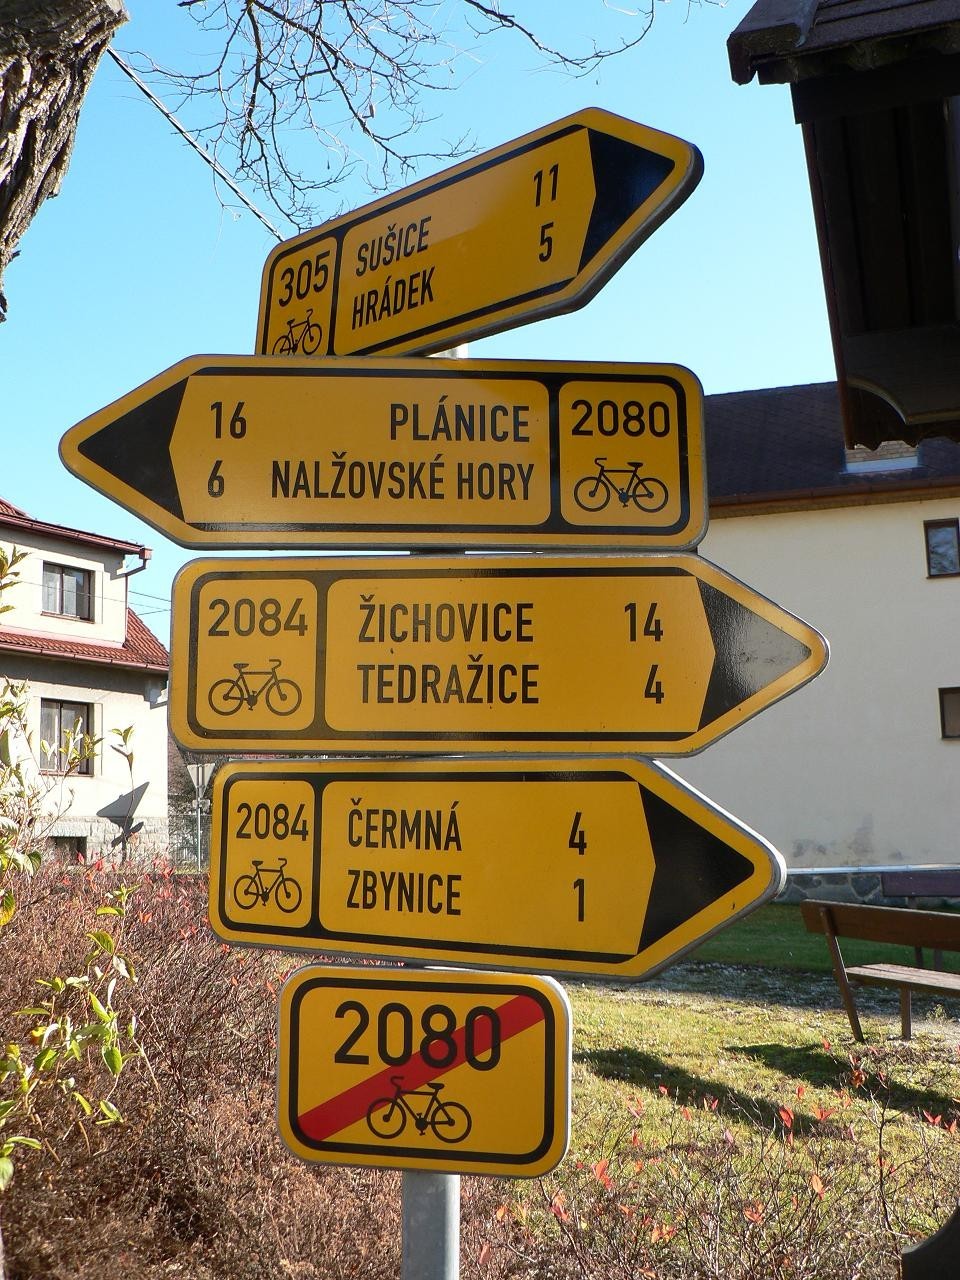 305 SUŠICE 11
HRÁDEK 5
16 PLÁNICE 2080
6 NALŽOVSKÉ HORY
2084 ŽICHOVICE 14
TEDRAŽICE 4
2084 ČERMNÁ 4
ZBYNICE 1
2080